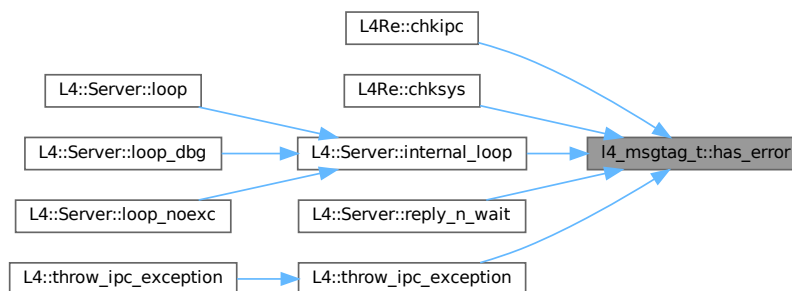 L4Re::chkipc
L4::Server::loop
L4Re::chksys
L4::Server::loop_dbg
L4::Server::internal_loop
l4_msgtag_t::has_error
L4::Server::loop_noexc
L4::Server::reply_n_wait
L4::throw_ipc_exception
L4::throw_ipc_exception